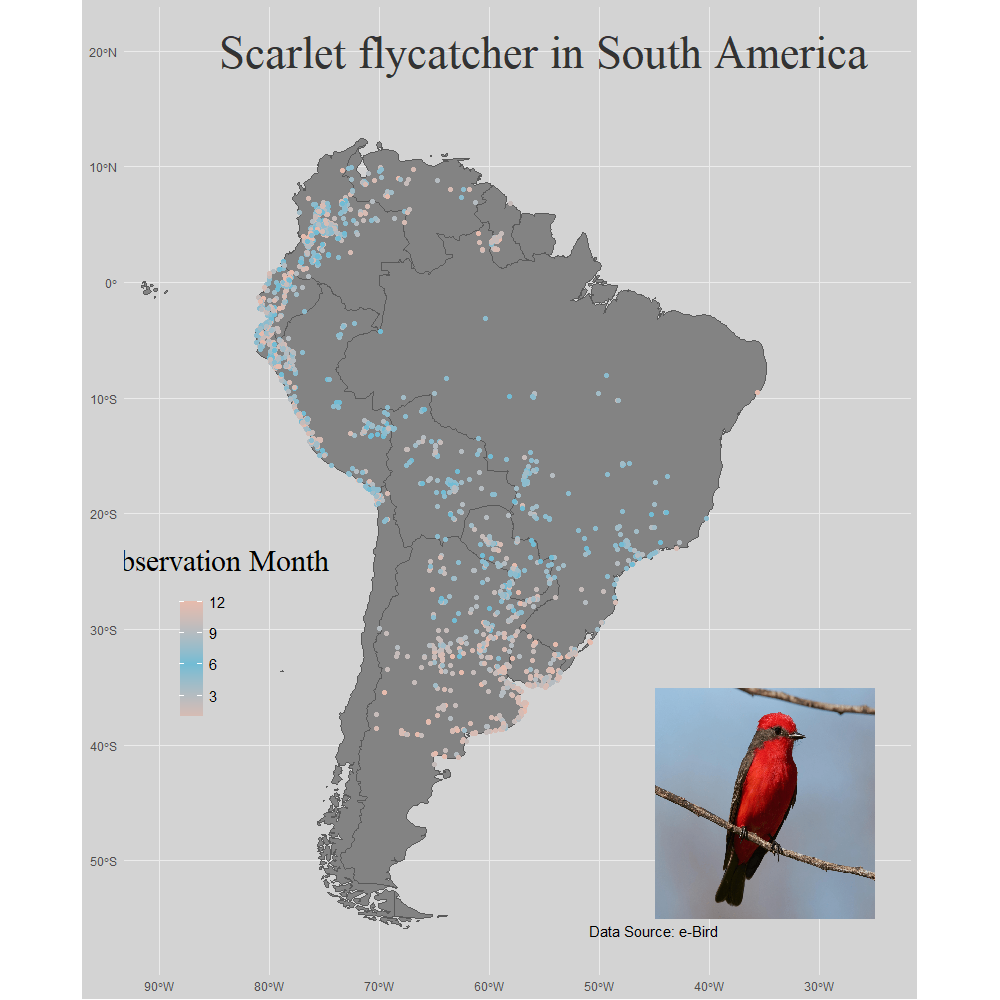 Scarlet flycatcher in South America
20°N
10°N
0°
10°S
20°S
bservation Month
12
9
6
3
30°S
40°S
50°S
Data Source: e-Bird
90°W
80°W
70°W
60°W
50°W
40°W
30°W